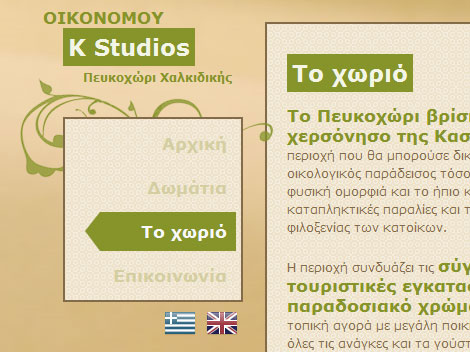 ΟΙΚΟΝΟΜΟΥ
K Studios
Πευκοχώρι Χαλκιδικής
Αρχική
Δωμάτια
Το χωριό
Επικοινωνία
Το χωριό
Το Πευκοχώρι βρίσ
χερσόνησο της Κασ
περιοχή που θα μπορούσε δικ
οικολογικός παράδεισος τόσο
φυσική ομορφιά και το ήπιο κ
καταπληκτικές παραλίες και τ
φιλοξενίας των κατοίκων.
Η περιοχή συνδυάζει τις σύγ
τουριστικές εγκατασ
παραδοσιακό χρώμ
τοπική αγορά με μεγάλη ποικ
όλες τις ανάγκες και τα γούστ